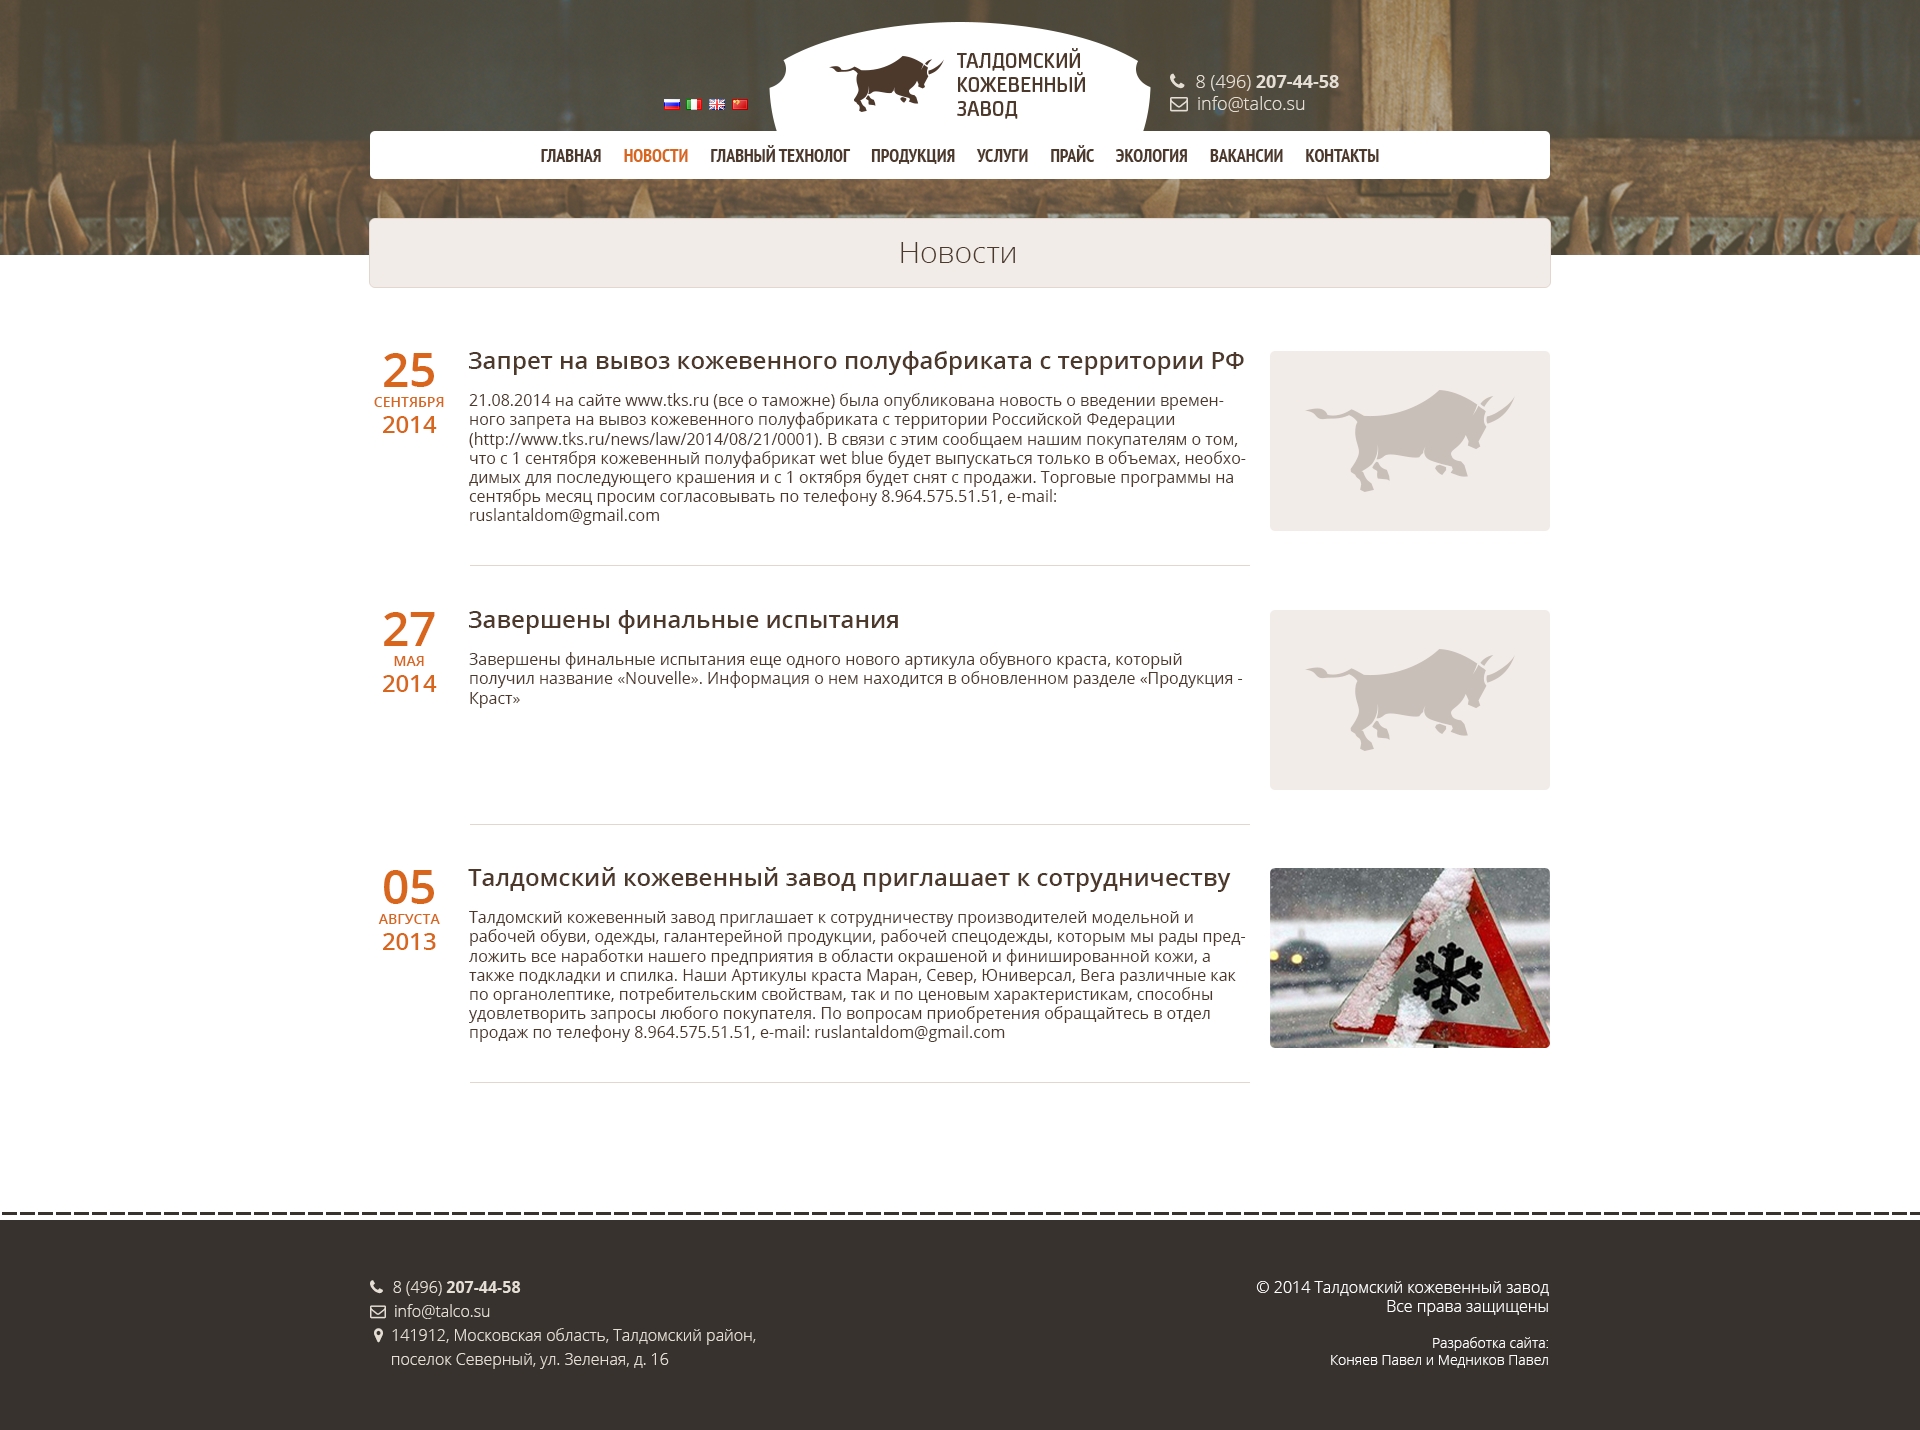 ТАЛДОМСКИЙ
КОЖЕВЕННЫЙ
ЗАВОД
8 (496) 207-44-58
info@talco.su
ГЛАВНАЯ НОВОСТИ ГЛАВНЫЙ ТЕХНОЛОГ ПРОДУКЦИЯ УСЛУГИ ПРАЙС ЭКОЛОГИЯ ВАКАНСИИ КОНТАКТЫ
Новости
25
СЕНТЯБРЯ
2014
Запрет на вывоз кожевенного полуфабриката с территории РФ
21.08.2014 на сайте www.tks.ru (все о таможне) была опубликована новость о введении времен-
ного запрета на вывоз кожевенного полуфабриката с территории Российской Федерации
(http://www.tks.ru/news/law/2014/08/21/0001). В связи с этим сообщаем нашим покупателям о том,
что с 1 сентября кожевенный полуфабрикат wet blue будет выпускаться только в объемах, необхо-
димых для последующего крашения и с 1 октября будет снят с продажи. Торговые программы на
сентябрь месяц просим согласовывать по телефону 8.964.575.51.51, e-mail:
ruslantaldom@gmail.com
27
МАЯ
2014
Завершены финальные испытания
Завершены финальные испытания еще одного нового артикула обувного краста, который
получил название «Nouvelle». Информация о нем находится в обновленном разделе «Продукция -
Краст»
05
АВГУСТА
2013
Талдомский кожевенный завод приглашает к сотрудничеству
Талдомский кожевенный завод приглашает к сотрудничеству производителей модельной и
рабочей обуви, одежды, галантерейной продукции, рабочей спецодежды, которым мы рады пред-
ложить все наработки нашего предприятия в области окрашеной и финишированной кожи, а
также подкладки и спилка. Наши Артикулы краста Маран, Север, Юниверсал, Вега различные как
по органолептике, потребительским свойствам, так и по ценовым характеристикам, способны
удовлетворить запросы любого покупателя. По вопросам приобретения обращайтесь в отдел
продаж по телефону 8.964.575.51.51, e-mail: ruslantaldom@gmail.com
8 (496) 207-44-58
info@talco.su
141912, Московская область, Талдомский район,
поселок Северный, ул. Зеленая, д. 16
© 2014 Талдомский кожевенный завод
Все права защищены
Разработка сайта:
Коняев Павел и Медников Павел